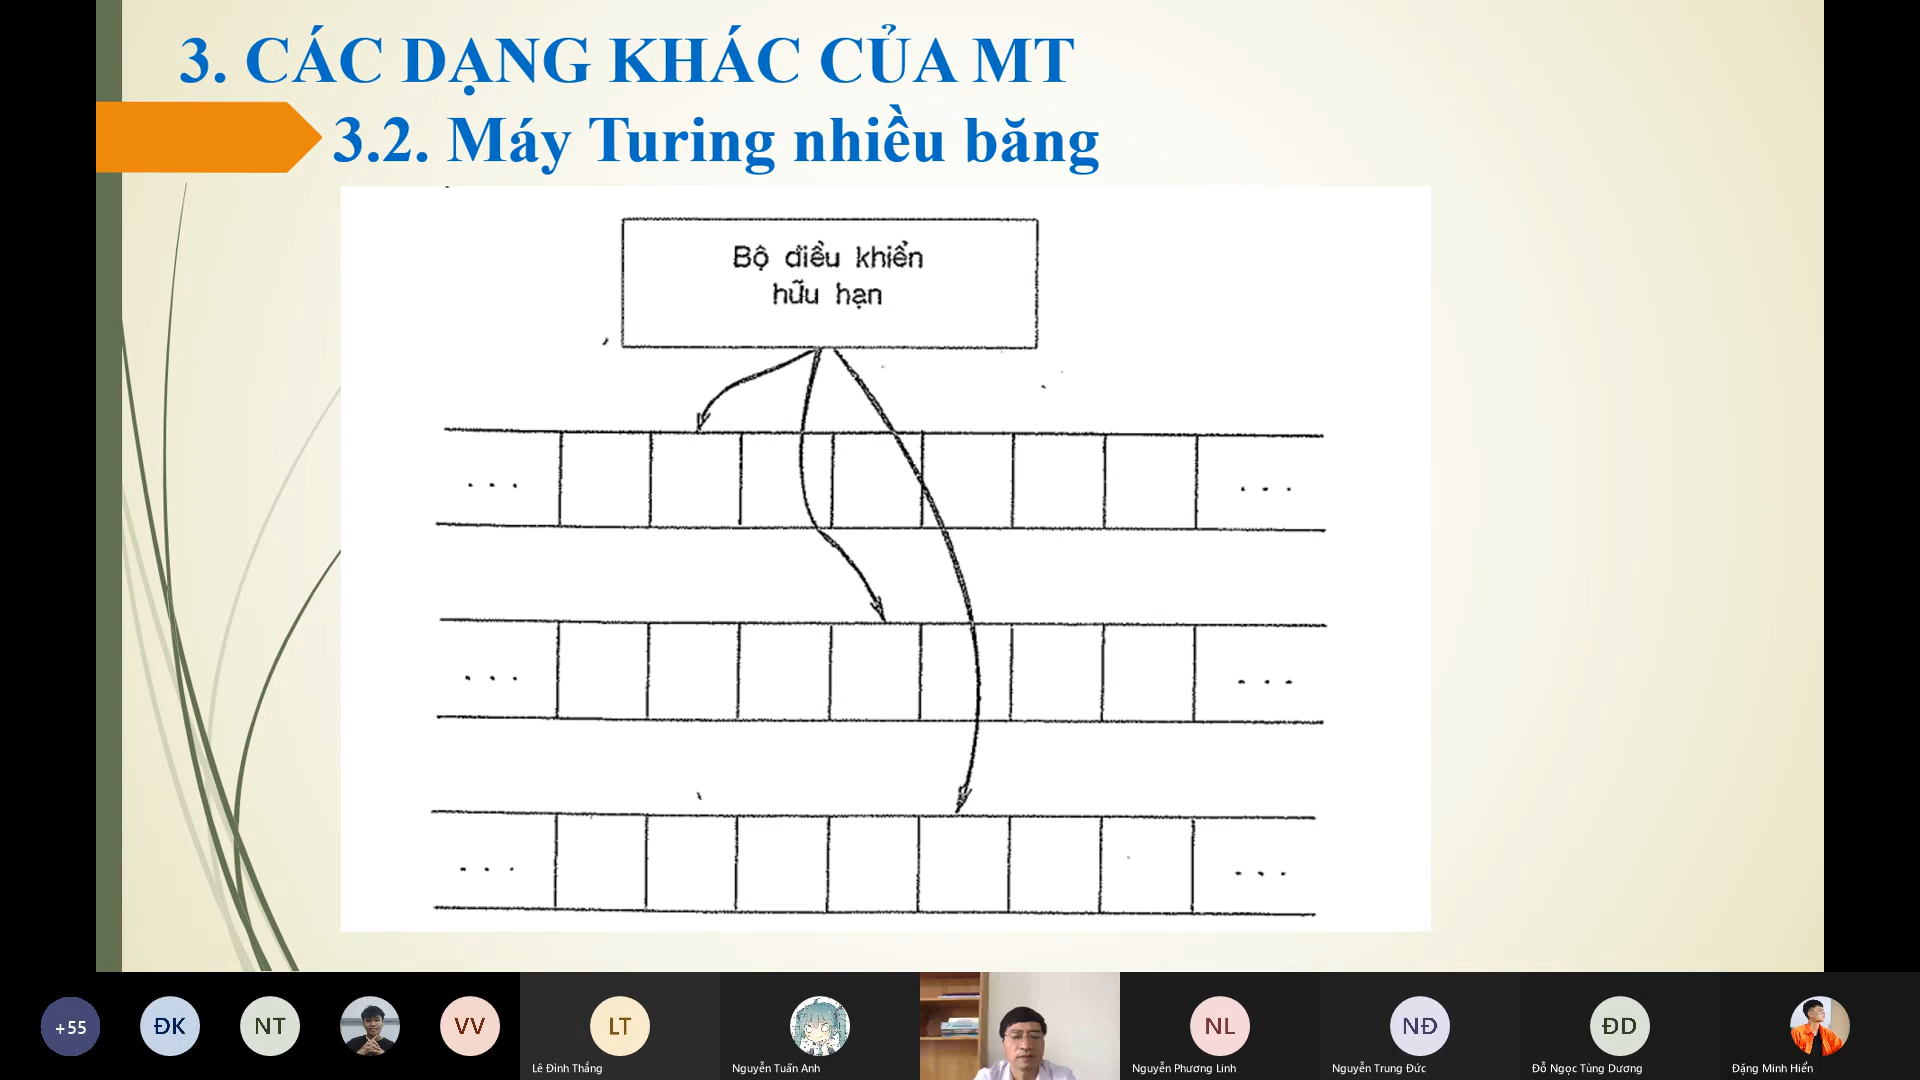 3. CÁC DẠNG KHÁC CỦA MT
3.2. Máy Turing nhiều băng
Bộ điều khiển
hữu hạn
...
...
...
...
...
...
+55
ĐK
NT
VV
LT
Lê Đình Thắng
Nguyễn Tuấn Anh
NL
Nguyễn Phương Linh
NĐ
Nguyễn Trung Đức
ĐD
Đỗ Ngọc Tùng Dương
Đặng Minh Hiển